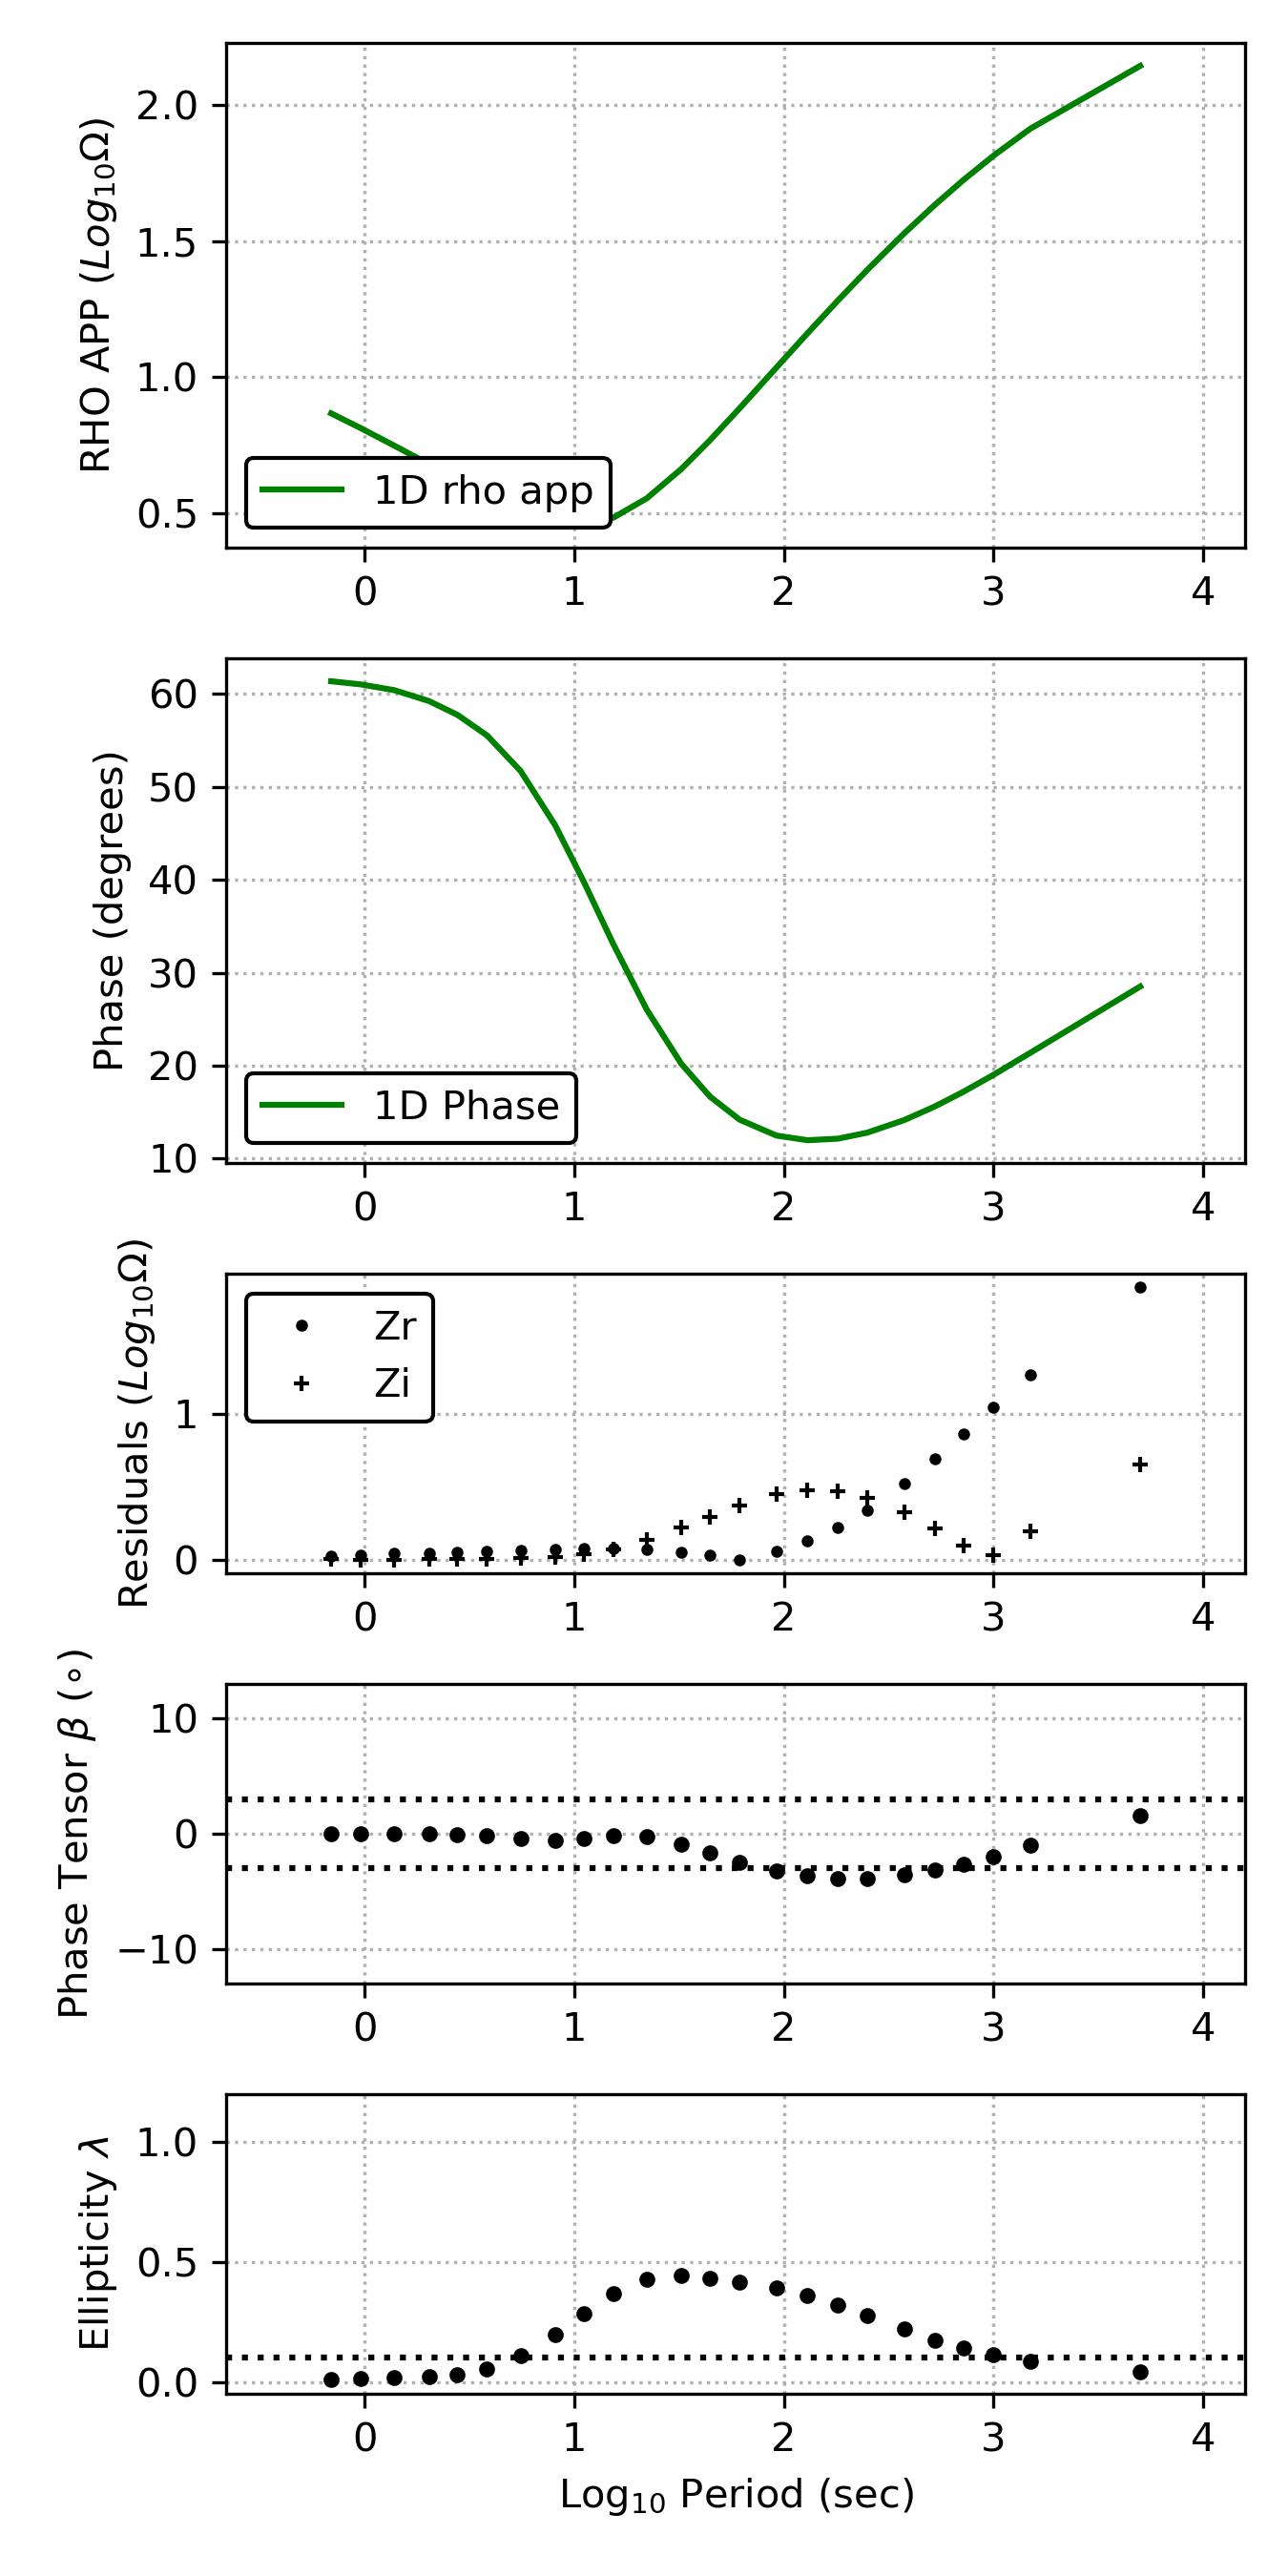 RHO APP (Log₁₀Ω)
2.0
1.5
1.0
0.5
1D rho app
0 1 2 3 4
Phase (degrees)
60
50
40
30
20
10
1D Phase
0 1 2 3 4
Residuals (Log₁₀Ω)
1
0
Zr
Zi
0 1 2 3 4
Phase Tensor β (∘)
10
0
−10
0 1 2 3 4
Ellipticity λ
1.0
0.5
0.0
0 1 2 3 4
Log₁₀ Period (sec)